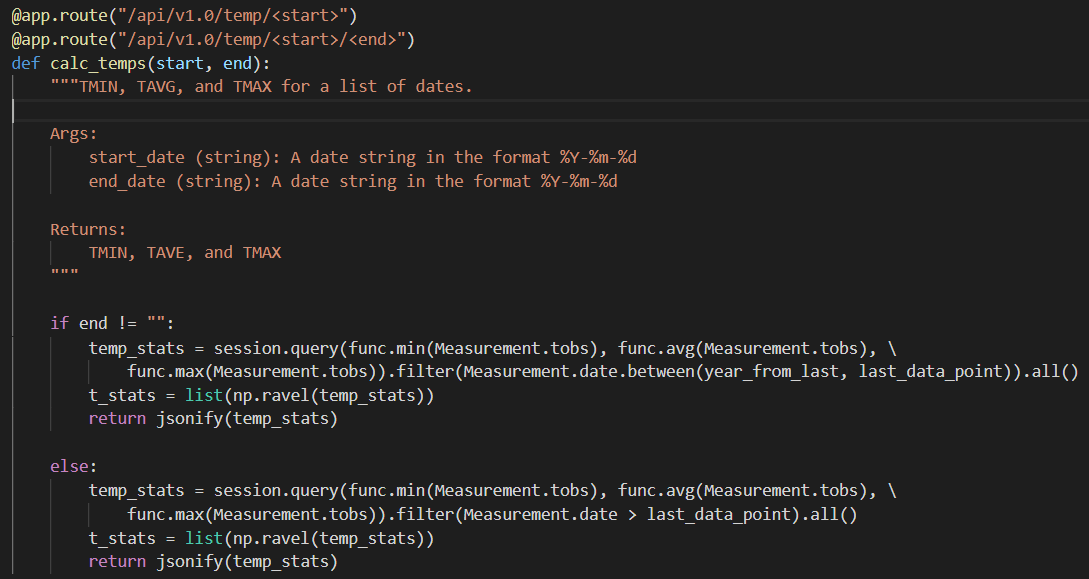 @app.route("/api/v1.0/temp/<start>")
@app.route("/api/v1.0/temp/<start>/<end>")
def calc_temps(start, end):
    """TMIN, TAVG, and TMAX for a list of dates.

    Args:
        start_date (string): A date string in the format %Y-%m-%d
        end_date (string): A date string in the format %Y-%m-%d

    Returns:
        TMIN, TAVE, and TMAX
    """

    if end != "":
        temp_stats = session.query(func.min(Measurement.tobs), func.avg(Measurement.tobs), \
            func.max(Measurement.tobs)).filter(Measurement.date.between(year_from_last, last_data_point)).all()
        t_stats = list(np.ravel(temp_stats))
        return jsonify(temp_stats)

    else:
        temp_stats = session.query(func.min(Measurement.tobs), func.avg(Measurement.tobs), \
            func.max(Measurement.tobs)).filter(Measurement.date > last_data_point).all()
        t_stats = list(np.ravel(temp_stats))
        return jsonify(temp_stats)